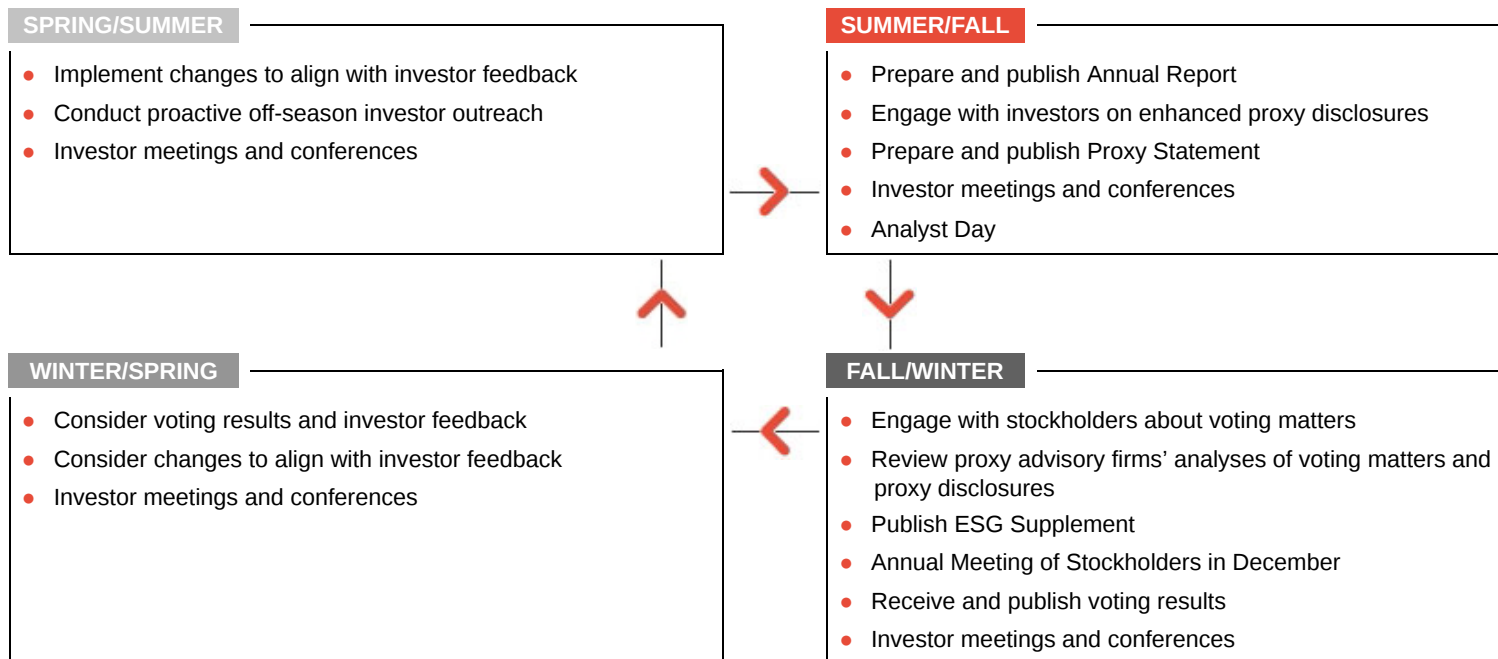 SPRING/SUMMER
● Implement changes to align with investor feedback
● Conduct proactive off-season investor outreach
● Investor meetings and conferences
SUMMER/FALL
● Prepare and publish Annual Report
● Engage with investors on enhanced proxy disclosures
● Prepare and publish Proxy Statement
● Investor meetings and conferences
● Analyst Day
WINTER/SPRING
● Consider voting results and investor feedback
● Consider changes to align with investor feedback
● Investor meetings and conferences
FALL/WINTER
● Engage with stockholders about voting matters
● Review proxy advisory firms’ analyses of voting matters and
proxy disclosures
● Publish ESG Supplement
● Annual Meeting of Stockholders in December
● Receive and publish voting results
● Investor meetings and conferences